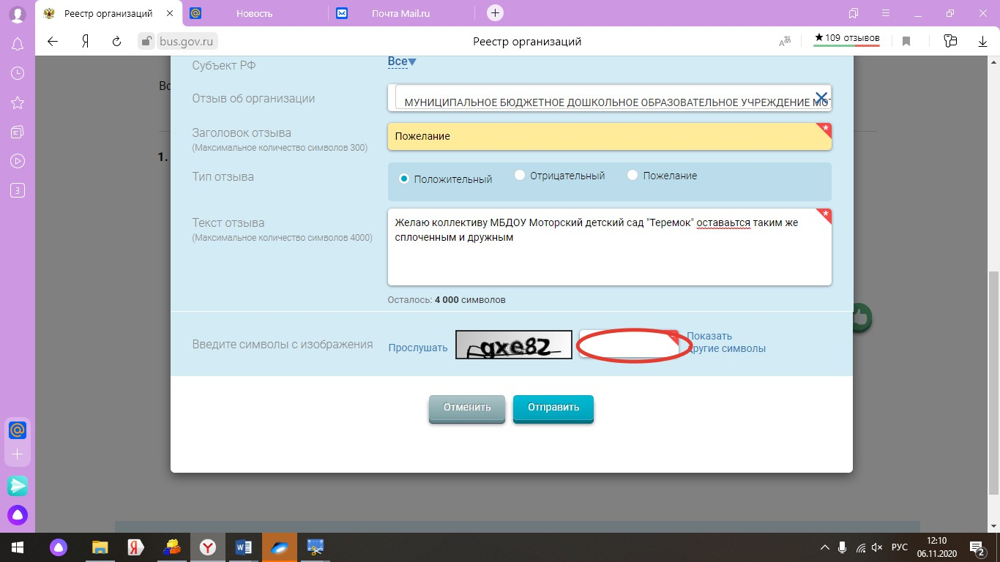 Реестр организаций
Новость
Почта Mail.ru
bus.gov.ru
Реестр организаций
★109 отзывов
Субъект РФ
Все
Отзыв об организации
МУНИЦИПАЛЬНОЕ БЮДЖЕТНОЕ ДОШКОЛЬНОЕ ОБРАЗОВАТЕЛЬНОЕ УЧРЕЖДЕНИЕ МОТ
Заголовок отзыва
(Максимальное количество символов 300)
Пожелание
1.
Тип отзыва
Положительный
Отрицательный
Пожелание
Текст отзыва
(Максимальное количество символов 4000)
Желаю коллективу МБДОУ Моторский детский сад "Теремок" оставаьтся таким же
сплоченным и дружным
Осталось: 4 000 символов
Введите символы с изображения
Прослушать
gxe82
Показать
другие символы
Отменить
Отправить
3
РУС
12:10
06.11.2020
2